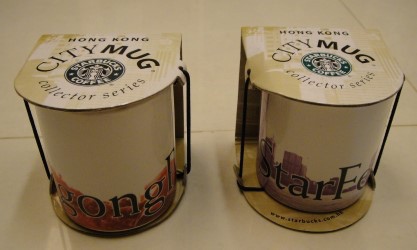 HONG KONG
CITY MUG
STARBUCKS
COFFEE
collector series
gongl
HONG KONG
CITY MUG
STARBUCKS
COFFEE
collector series
StarFe